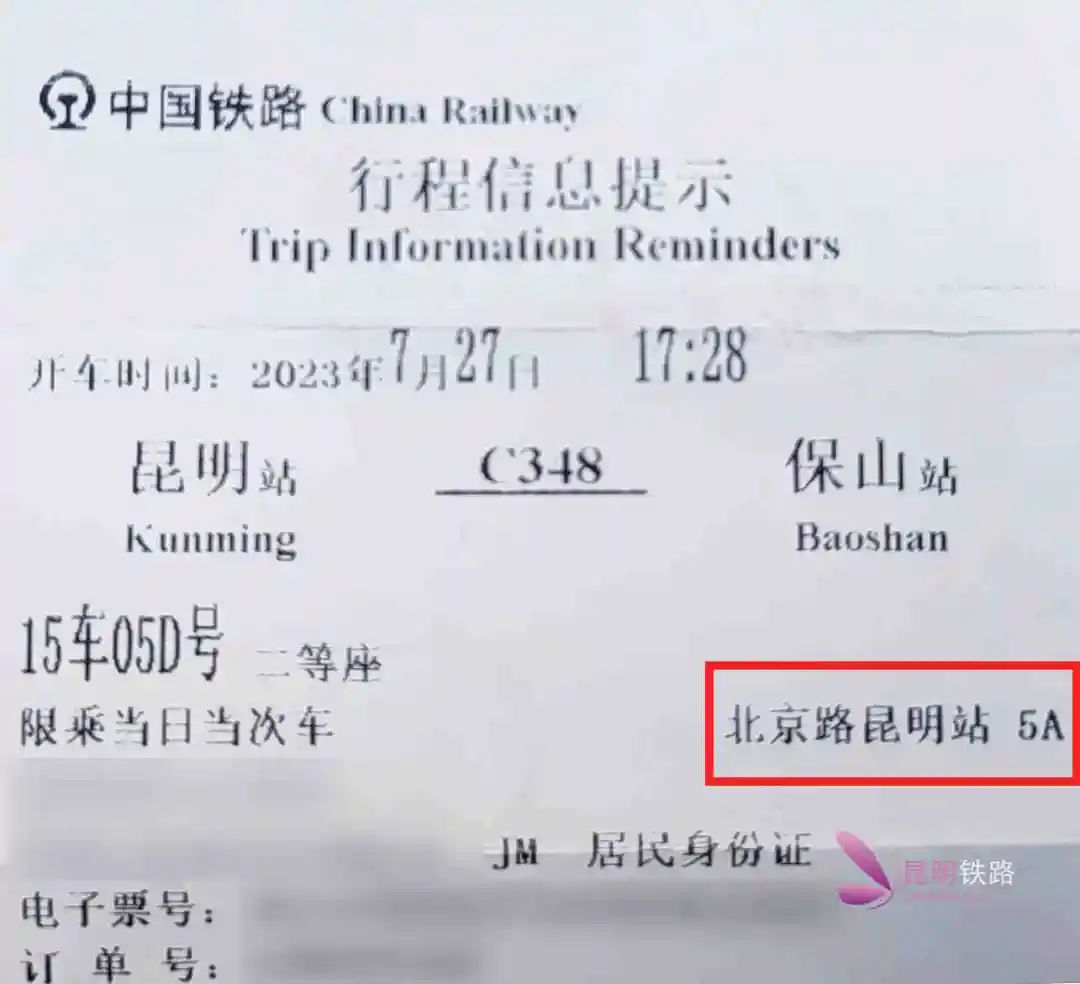 中国铁路 China Railway
行程信息提示
Trip Information Reminders
开车时间：2023年7月27日 17:28
昆明站 C348 保山站
Kunming Baoshan
15车05D号 二等座
限乘当日当次车 北京路昆明站 5A
JM 居民身份证
昆明铁路
电子票号：
订单号：